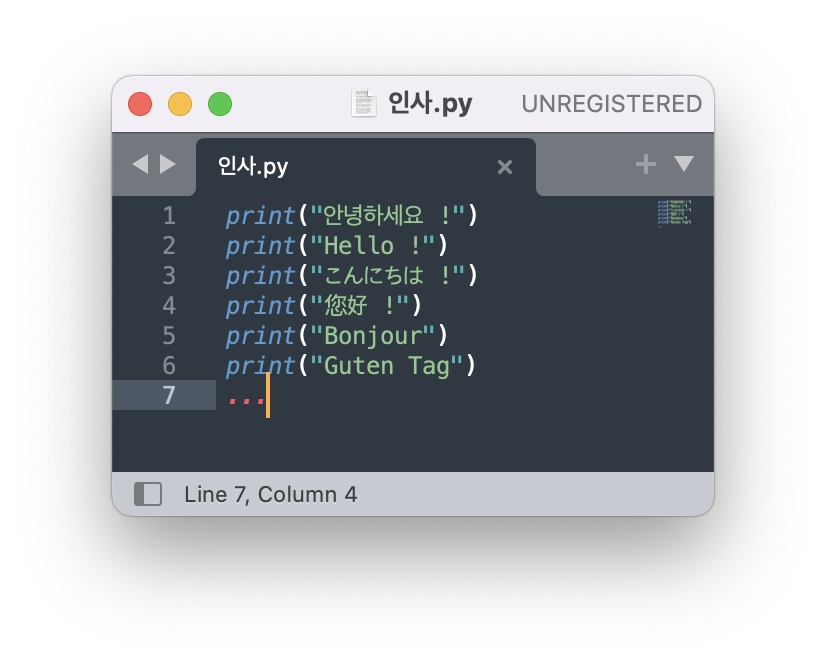 인사.py UNREGISTERED
인사.py
1 print("안녕하세요 !")
2 print("Hello !")
3 print("こんにちは !")
4 print("您好 !")
5 print("Bonjour")
6 print("Guten Tag")
7 ...
Line 7, Column 4